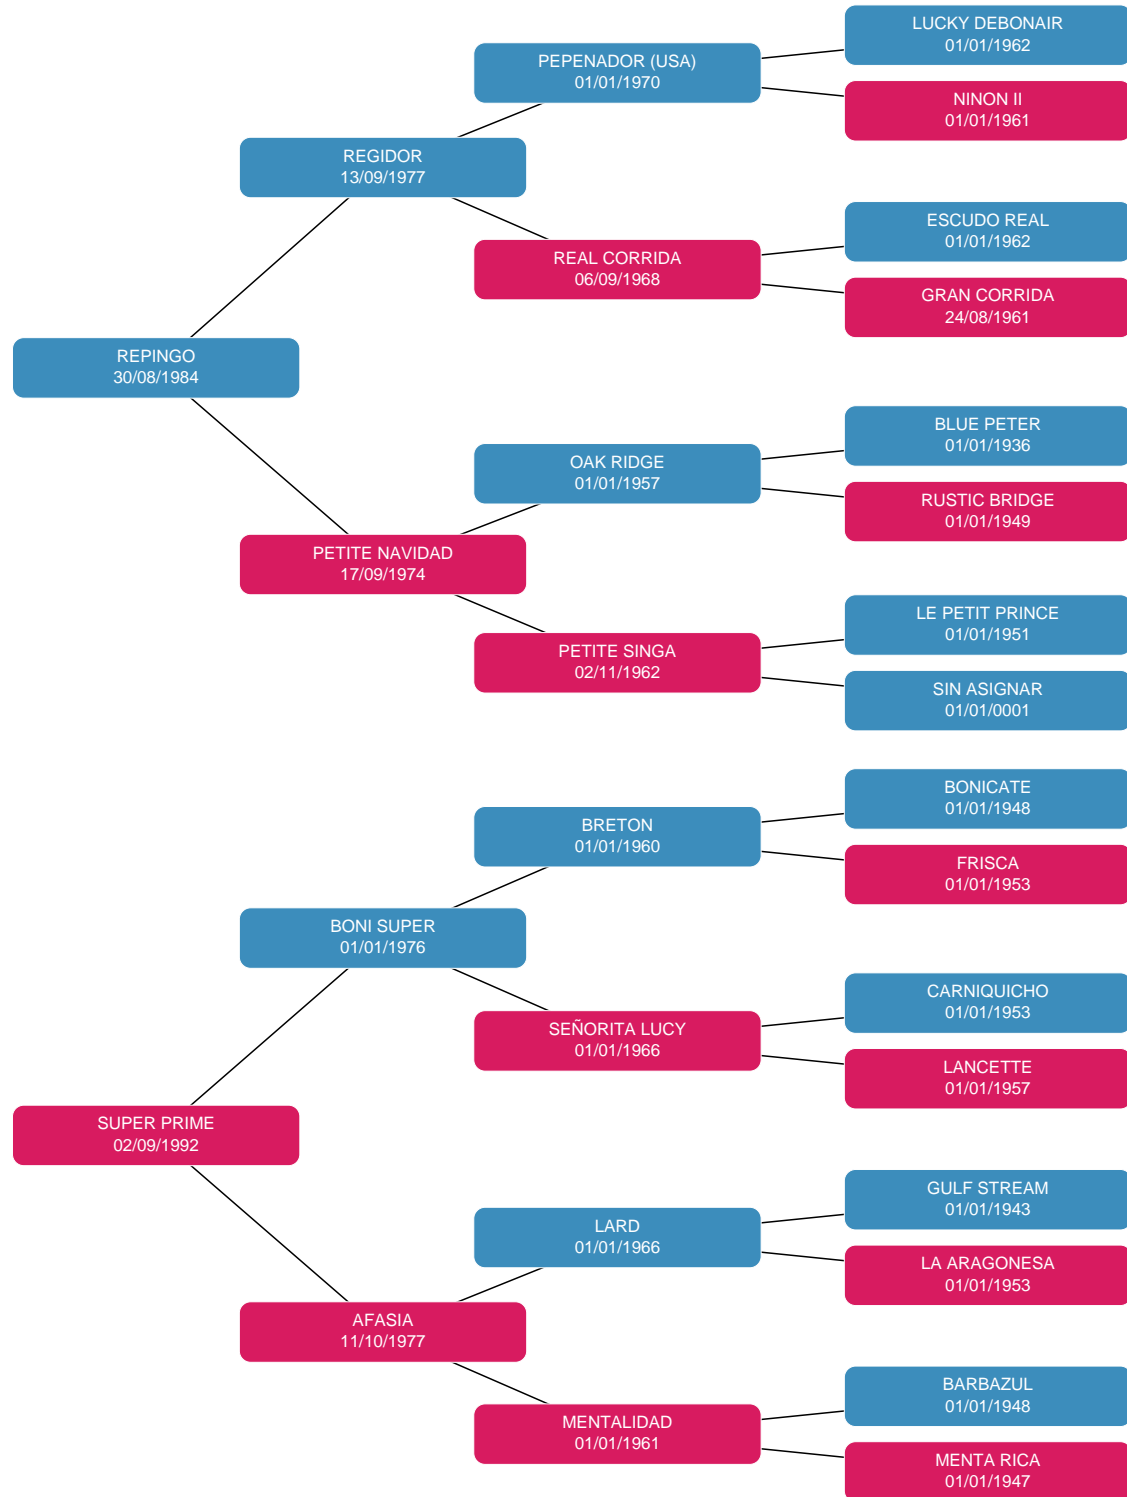 LUCKY DEBONAIR
01/01/1962
PEPENADOR (USA)
01/01/1970
NINON II
01/01/1961
REGIDOR
13/09/1977
ESCUDO REAL
01/01/1962
REAL CORRIDA
06/09/1968
GRAN CORRIDA
24/08/1961
REPINGO
30/08/1984
BLUE PETER
01/01/1936
OAK RIDGE
01/01/1957
RUSTIC BRIDGE
01/01/1949
PETITE NAVIDAD
17/09/1974
LE PETIT PRINCE
01/01/1951
PETITE SINGA
02/11/1962
SIN ASIGNAR
01/01/0001
BONICATE
01/01/1948
BRETON
01/01/1960
FRISCA
01/01/1953
BONI SUPER
01/01/1976
CARNIQUICHO
01/01/1953
SEÑORITA LUCY
01/01/1966
LANCETTE
01/01/1957
SUPER PRIME
02/09/1992
GULF STREAM
01/01/1943
LARD
01/01/1966
LA ARAGONESA
01/01/1953
AFASIA
11/10/1977
BARBAZUL
01/01/1948
MENTALIDAD
01/01/1961
MENTA RICA
01/01/1947